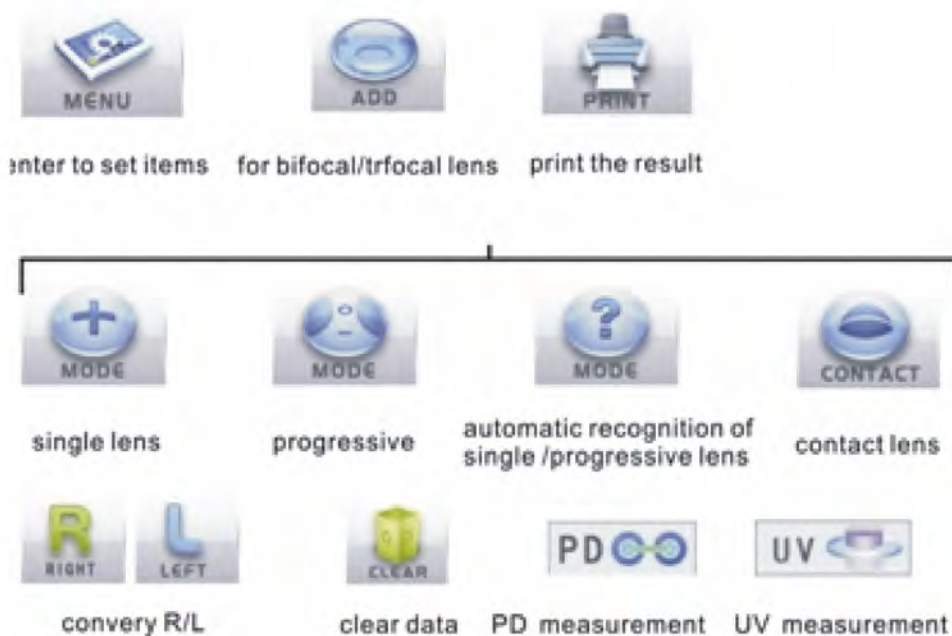 MENU
ADD
PRINT
enter to set items
for bifocal/trfocal lens
print the result
MODE
MODE
?
MODE
CONTACT
single lens
progressive
automatic recognition of
single /progressive lens
contact lens
R
RIGHT
L
LEFT
CLEAR
PD
UV
convery R/L
clear data
PD measurement
UV measurement